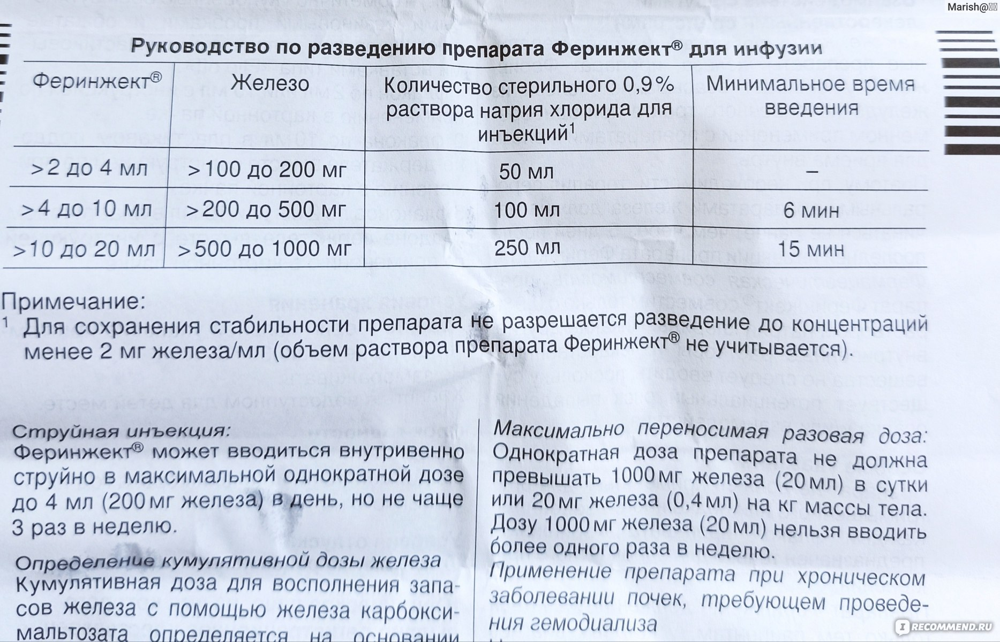 Marish@
Руководство по разведению препарата Феринжект® для инфузии
Феринжект® Железо Количество стерильного 0,9% Минимальное время
раствора натрия хлорида для введения
инъекций¹
>2 до 4 мл >100 до 200 мг 50 мл –
>4 до 10 мл >200 до 500 мг 100 мл 6 мин
>10 до 20 мл >500 до 1000 мг 250 мл 15 мин
Примечание:
¹ Для сохранения стабильности препарата не разрешается разведение до концентраций
менее 2 мг железа/мл (объем раствора препарата Феринжект® не учитывается).
Струйная инъекция:
Феринжект® может вводиться внутривенно
струйно в максимальной однократной дозе
до 4 мл (200 мг железа) в день, но не чаще
3 раз в неделю.
Определение кумулятивной дозы железа
Кумулятивная доза для восполнения запа-
сов железа с помощью железа карбокси-
мальтозата определяется на основании
Максимально переносимая разовая доза:
Однократная доза препарата не должна
превышать 1000 мг железа (20 мл) в сутки
или 20 мг железа (0,4 мл) на кг массы тела.
Дозу 1000 мг железа (20 мл) нельзя вводить
более одного раза в неделю.
Применение препарата при хроническом
заболевании почек, требующем проведе-
ния гемодиализа
IRECOMMEND.RU